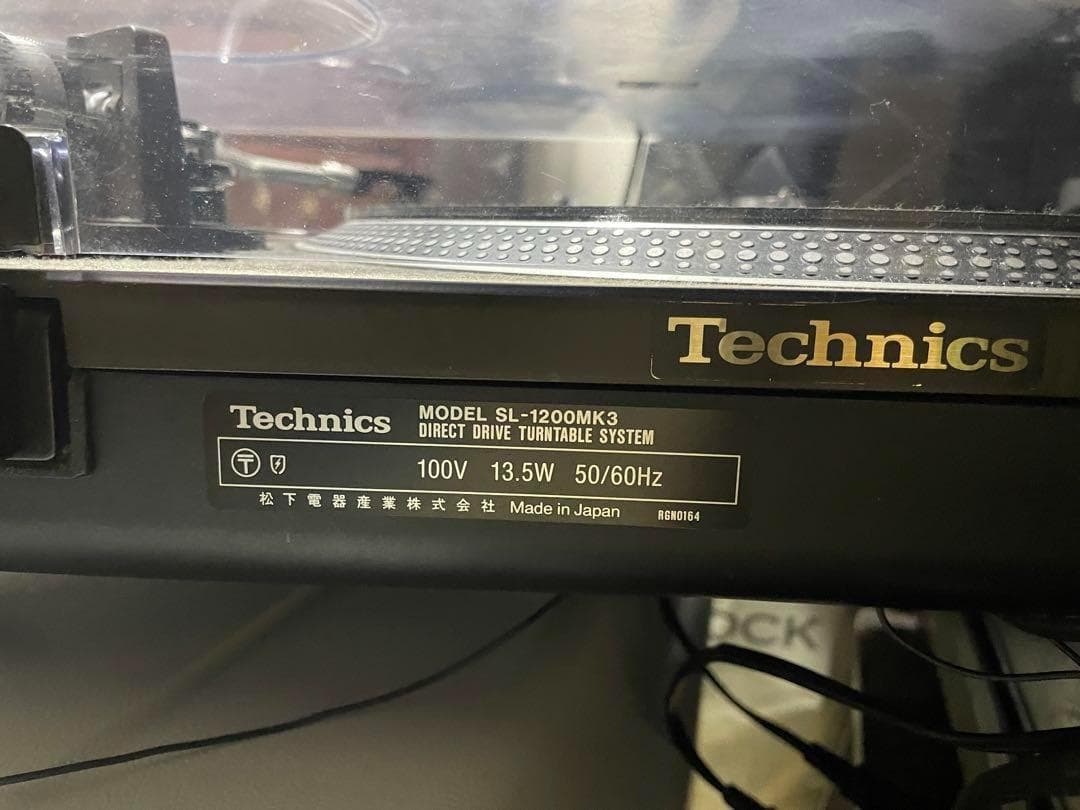 Technics
Technics MODEL SL-1200MK3
DIRECT DRIVE TURNTABLE SYSTEM
100V 13.5W 50/60Hz
松下電器産業株式会社 Made in Japan RGN0164
OCK